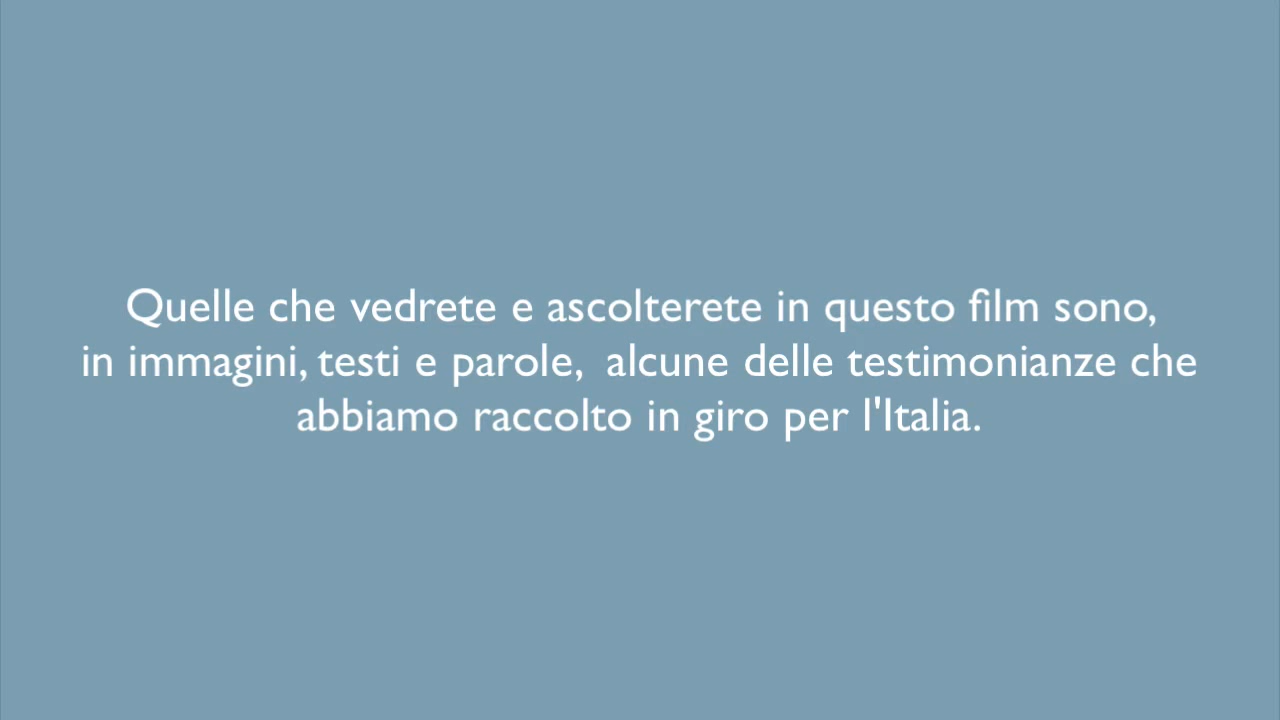 Quelle che vedrete e ascolterete in questo film sono,
in immagini, testi e parole,  alcune delle testimonianze che
abbiamo raccolto in giro per l'Italia.